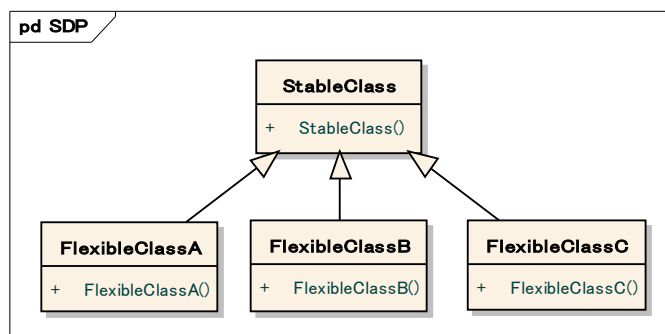 pd SDP
StableClass
+ StableClass()
FlexibleClassA
+ FlexibleClassA()
FlexibleClassB
+ FlexibleClassB()
FlexibleClassC
+ FlexibleClassC()